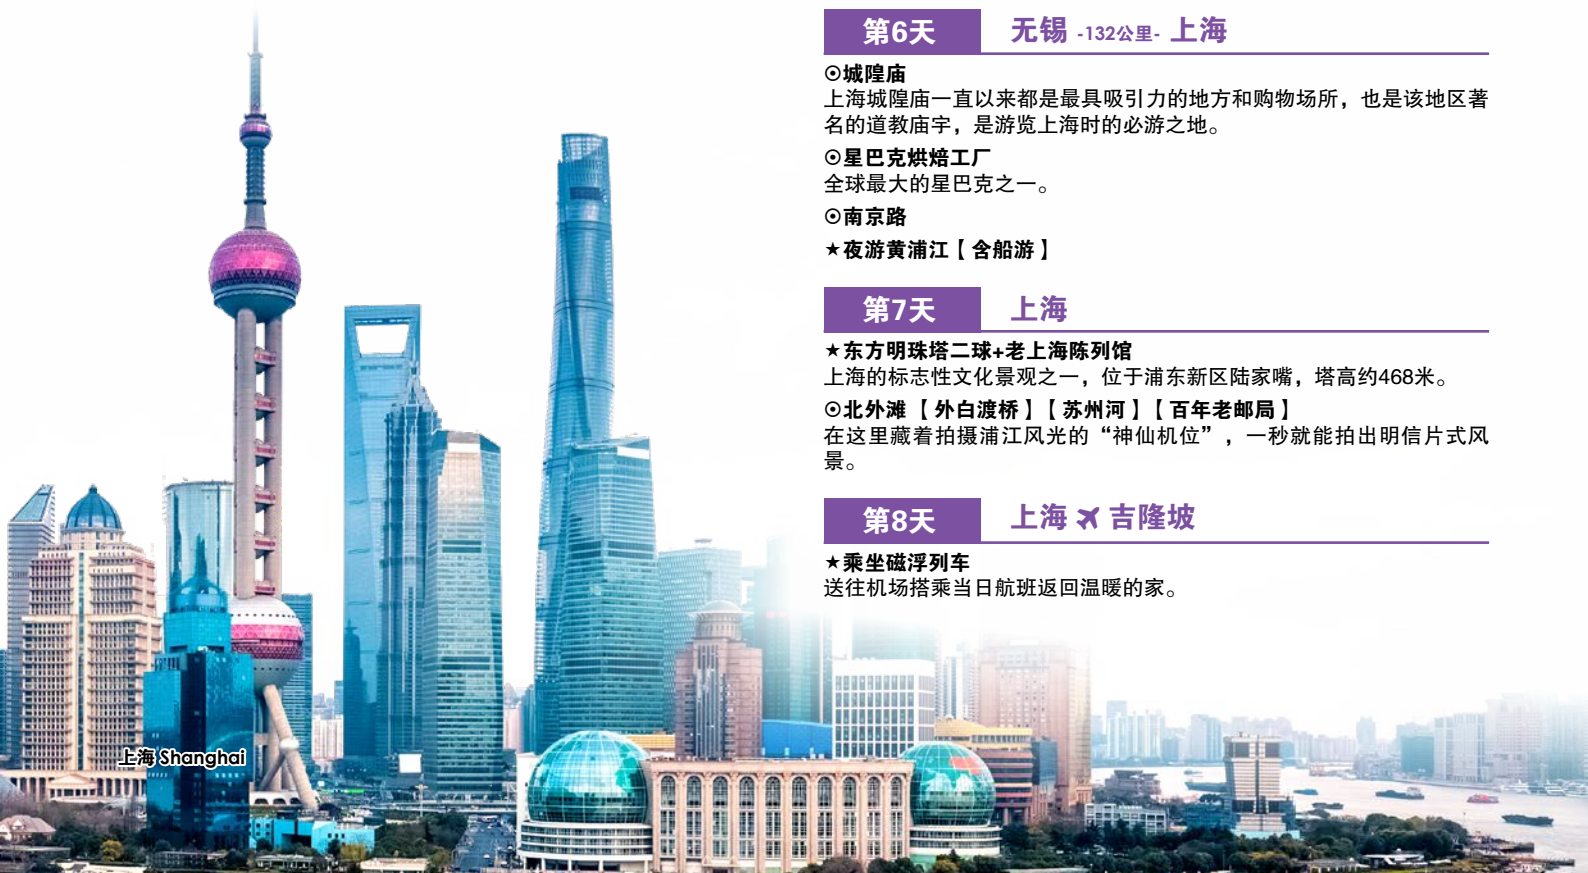 第6天 无锡 -132公里- 上海
⊙城隍庙
上海城隍庙一直以来都是最具吸引力的地方和购物场所，也是该地区著
名的道教庙宇，是游览上海时的必游之地。
⊙星巴克烘焙工厂
全球最大的星巴克之一。
⊙南京路
★夜游黄浦江【含船游】
第7天 上海
★东方明珠塔二球+老上海陈列馆
上海的标志性文化景观之一，位于浦东新区陆家嘴，塔高约468米。
⊙北外滩【外白渡桥】【苏州河】【百年老邮局】
在这里藏着拍摄浦江风光的“神仙机位”，一秒就能拍出明信片式风
景。
第8天 上海 ✈ 吉隆坡
★乘坐磁浮列车
送往机场搭乘当日航班返回温暖的家。
上海 Shanghai